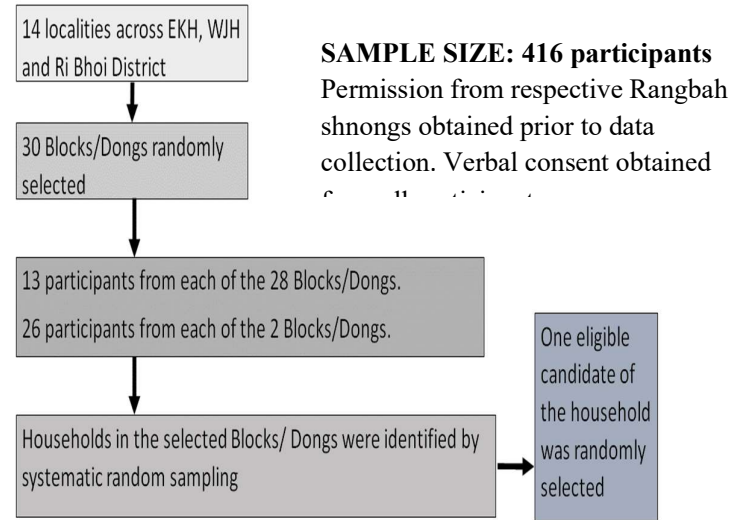 14 localities across EKH, WJH
and Ri Bhoi District
SAMPLE SIZE: 416 participants
Permission from respective Rangbah
shnongs obtained prior to data
collection. Verbal consent obtained
30 Blocks/Dongs randomly
selected
13 participants from each of the 28 Blocks/Dongs.
26 participants from each of the 2 Blocks/Dongs.
Households in the selected Blocks/ Dongs were identified by
systematic random sampling
One eligible
candidate of
the household
was randomly
selected